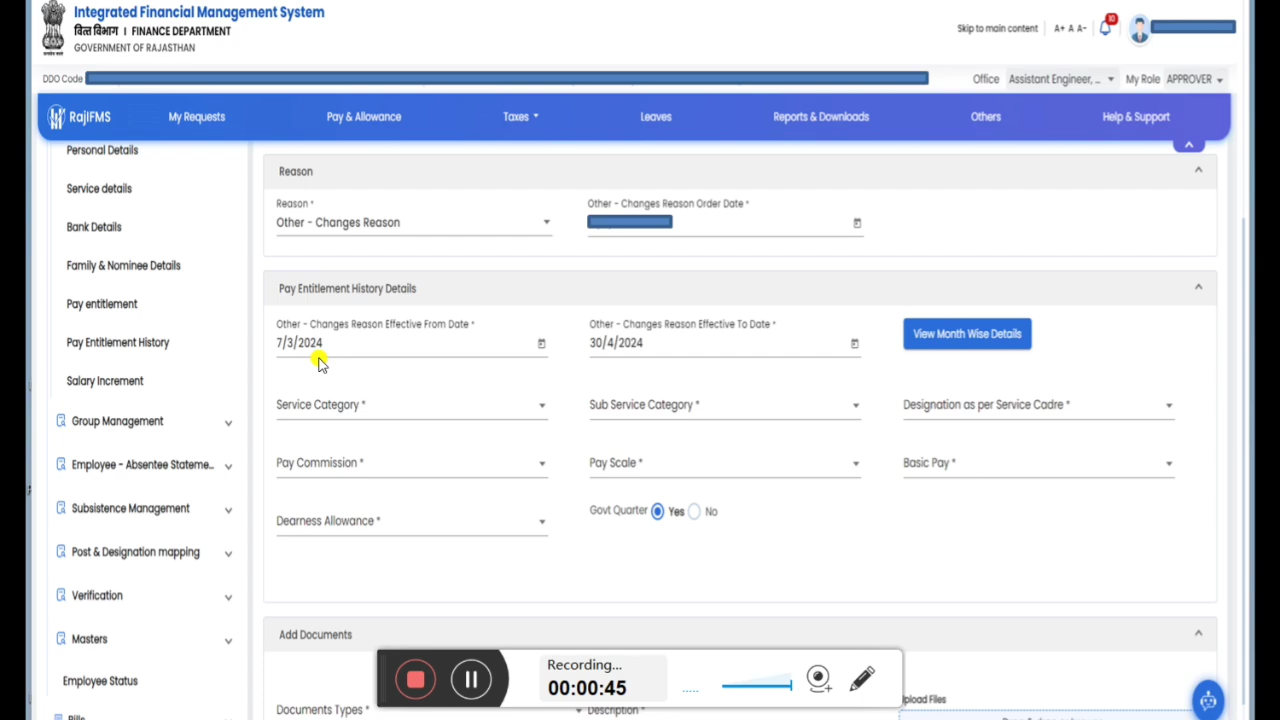 Integrated Financial Management System
वित्त विभाग | FINANCE DEPARTMENT
GOVERNMENT OF RAJASTHAN
Skip to main content
A+ A A-
10
DDO Code
Office Assistant Engineer, ...
My Role APPROVER
RajIFMS
My Requests
Pay & Allowance
Taxes
Leaves
Reports & Downloads
Others
Help & Support
Personal Details
Service details
Bank Details
Family & Nominee Details
Pay entitlement
Pay Entitlement History
Salary Increment
Group Management
Employee - Absentee Stateme...
Subsistence Management
Post & Designation mapping
Verification
Masters
Employee Status
Bills
Reason
Reason *
Other - Changes Reason
Other - Changes Reason Order Date *
Pay Entitlement History Details
Other - Changes Reason Effective From Date *
7/3/2024
Other - Changes Reason Effective To Date *
30/4/2024
View Month Wise Details
Service Category *
Sub Service Category *
Designation as per Service Cadre *
Pay Commission *
Pay Scale *
Basic Pay *
Dearness Allowance *
Govt Quarter Yes No
Add Documents
Recording...
00:00:45
Documents Types *
Description *
Upload Files